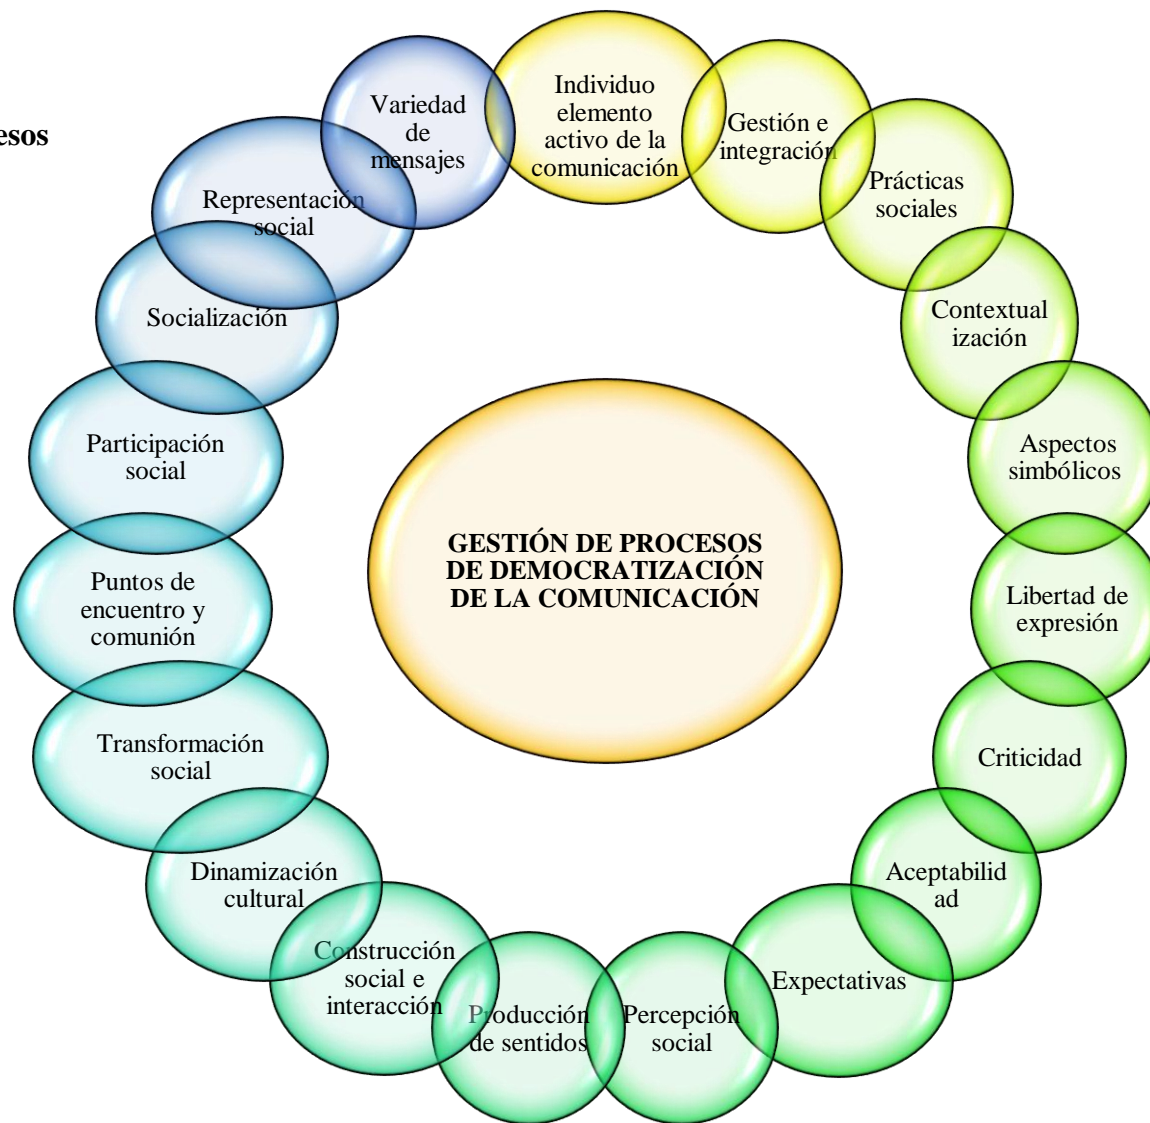 esos
Individuo
elemento
activo de la
comunicación
Gestión e
integración
Prácticas
sociales
Contextual
ización
Aspectos
simbólicos
Libertad de
expresión
Criticidad
Aceptabilid
ad
Expectativas
Percepción
social
Producción
de sentidos
Construcción
social e
interacción
Dinamización
cultural
Transformación
social
Puntos de
encuentro y
comunión
Participación
social
Socialización
Representación
social
Variedad
de
mensajes
GESTIÓN DE PROCESOS
DE DEMOCRATIZACIÓN
DE LA COMUNICACIÓN